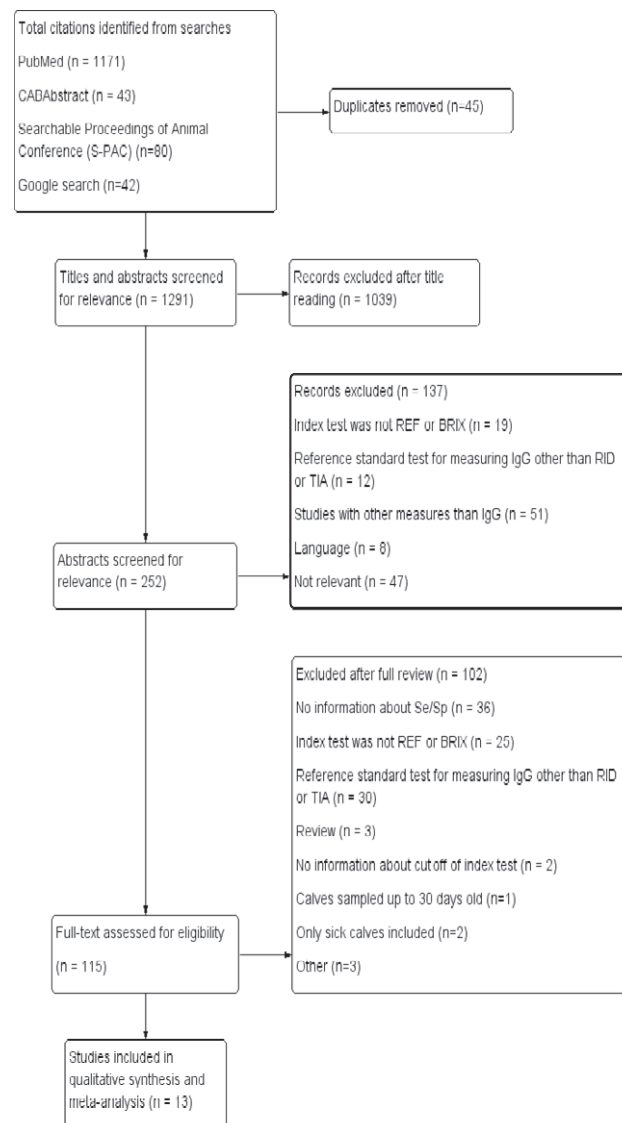 Total citations identified from searches
PubMed (n = 1171)
CABAbstract (n = 43)
Searchable Proceedings of Animal
Conference (S-PAC) (n=80)
Google search (n=42)
Duplicates removed (n=45)
Titles and abstracts screened
for relevance (n = 1291)
Records excluded after title
reading (n = 1039)
Records excluded (n = 137)
Index test was not REF or BRIX (n = 19)
Reference standard test for measuring IgG other than RID
or TIA (n = 12)
Studies with other measures than IgG (n = 51)
Language (n = 8)
Not relevant (n = 47)
Abstracts screened for
relevance (n = 252)
Excluded after full review (n = 102)
No information about Se/Sp (n = 36)
Index test was not REF or BRIX (n = 25)
Reference standard test for measuring IgG other than RID
or TIA (n = 30)
Review (n = 3)
No information about cutoff of index test (n = 2)
Calves sampled up to 30 days old (n=1)
Only sick calves included (n=2)
Other (n=3)
Full-text assessed for eligibility
(n = 115)
Studies included in
qualitative synthesis and
meta-analysis (n = 13)